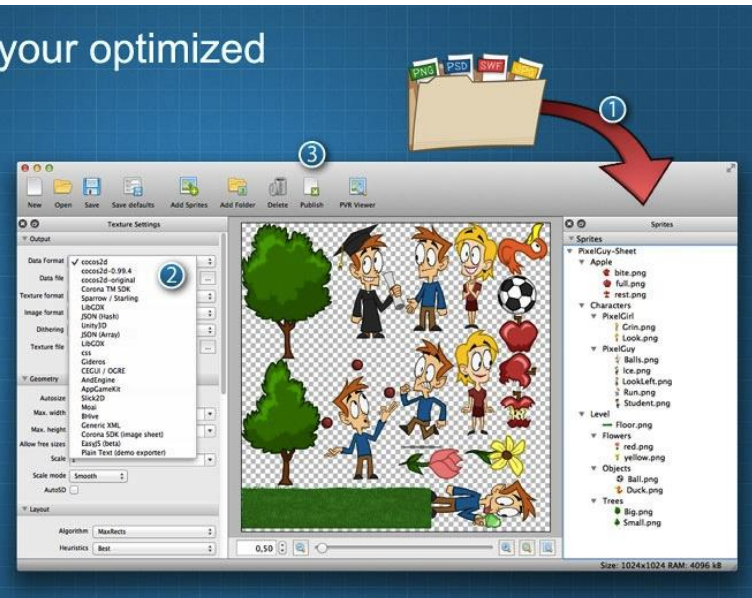 your optimized
PNG PSD SWF
1
3
New Open Save Save defaults Add Sprites Add Folder Delete Publish PVR Viewer
Texture Settings
Sprites
Output
Data Format
Data file
Texture format
Image format
Dithering
Texture file
✓ cocos2d
cocos2d-0.99.4
cocos2d-original
Corona TM SDK
Sparrow / Starling
LibGDX
JSON (Hash)
Unity3D
JSON (Array)
LibGDX
css
Gideros
CEGUI / OGRE
AndEngine
AppGameKit
Slick2D
Moai
BHive
Generic XML
Corona SDK (image sheet)
EaselJS (beta)
Plain Text (demo exporter)
2
Geometry
Autosize
Max. width
Max. height
Allow free sizes
Scale
Scale mode Smooth
AutoSD
Layout
Algorithm MaxRects
Heuristics Best
0,50
Sprites
PixelGuy-Sheet
Apple
bite.png
full.png
rest.png
Characters
PixelGirl
Grin.png
Look.png
PixelGuy
Balls.png
Ice.png
LookLeft.png
Run.png
Student.png
Level
Floor.png
Flowers
red.png
yellow.png
Objects
Ball.png
Duck.png
Trees
Big.png
Small.png
Size: 1024x1024 RAM: 4096 kB